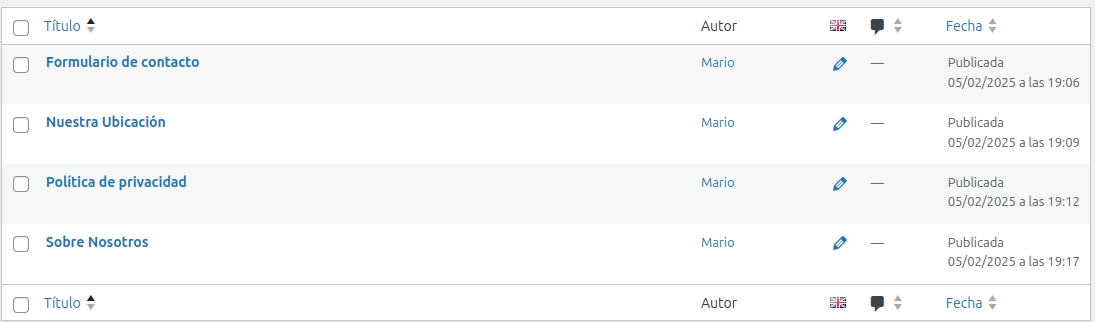 Título Autor Fecha
Formulario de contacto Mario — Publicada
05/02/2025 a las 19:06
Nuestra Ubicación Mario — Publicada
05/02/2025 a las 19:09
Política de privacidad Mario — Publicada
05/02/2025 a las 19:12
Sobre Nosotros Mario — Publicada
05/02/2025 a las 19:17
Título Autor Fecha